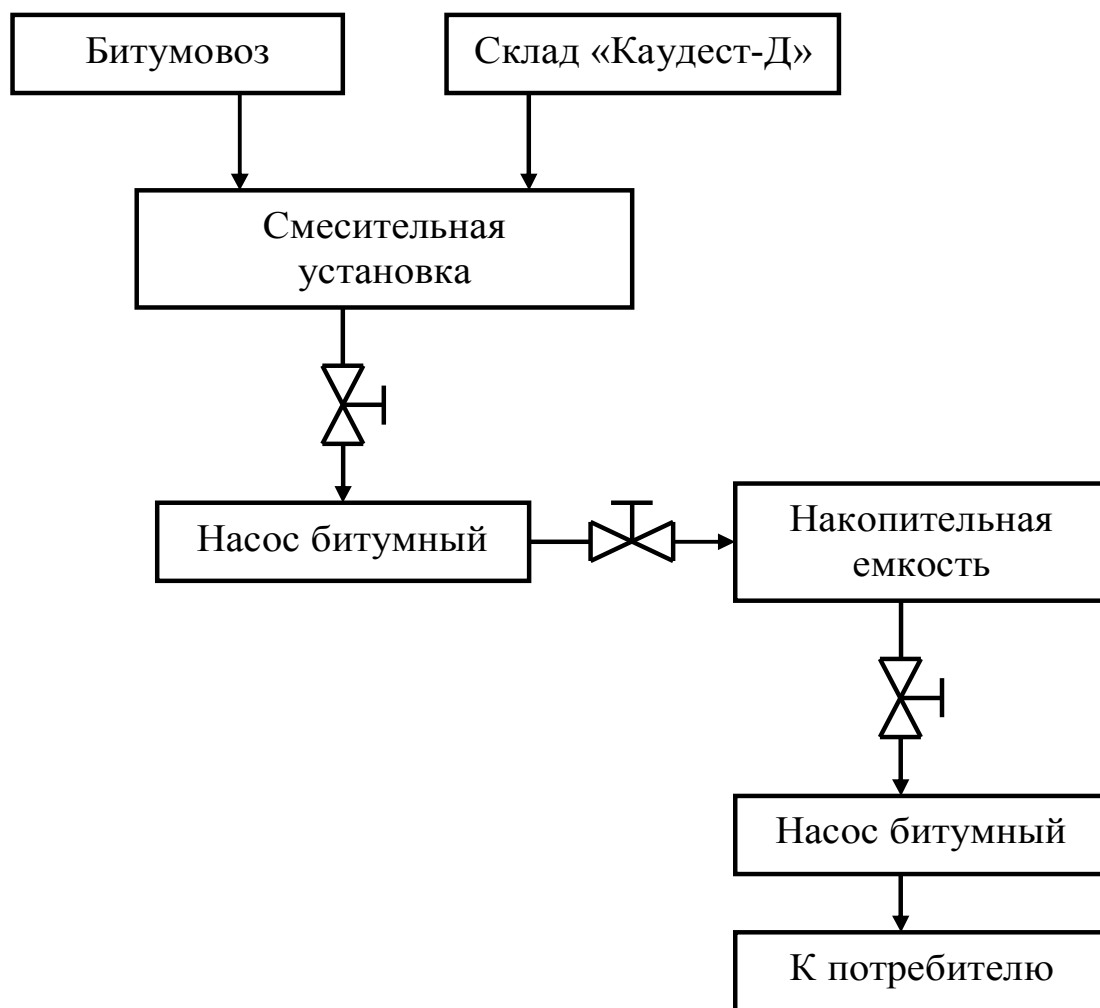 Битумовоз
Склад «Каудест-Д»
Смесительная
установка
Насос битумный
Накопительная
емкость
Насос битумный
К потребителю